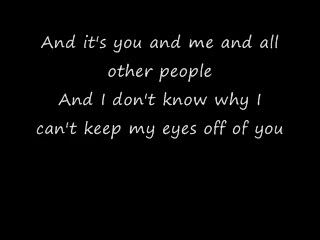 And it's you and me and all
other people
And I don't know why I
can't keep my eyes off of you